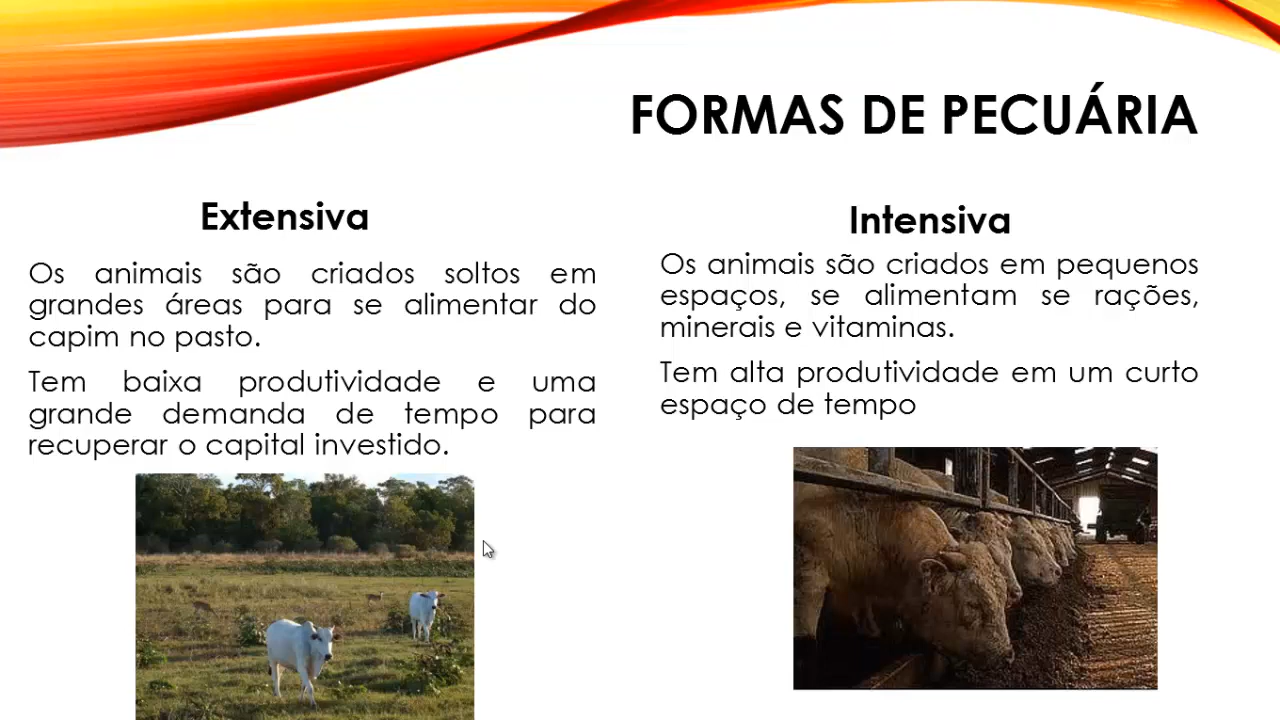 FORMAS DE PECUÁRIA
Extensiva
Os animais são criados soltos em
grandes áreas para se alimentar do
capim no pasto.
Tem baixa produtividade e uma
grande demanda de tempo para
recuperar o capital investido.
Intensiva
Os animais são criados em pequenos
espaços, se alimentam se rações,
minerais e vitaminas.
Tem alta produtividade em um curto
espaço de tempo